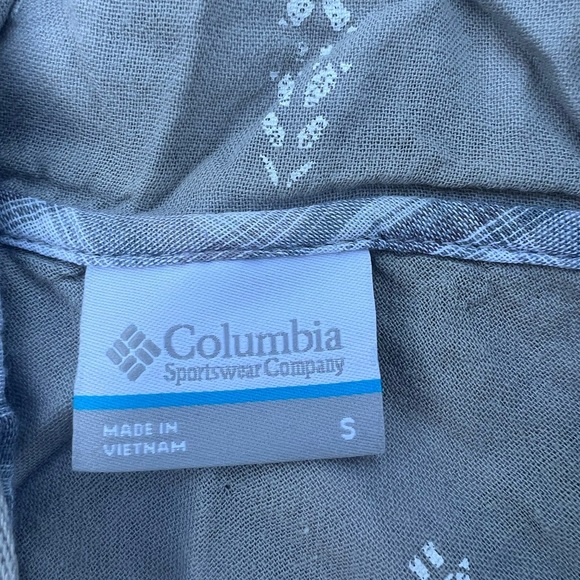 Columbia
Sportswear Company
MADE IN
VIETNAM
S